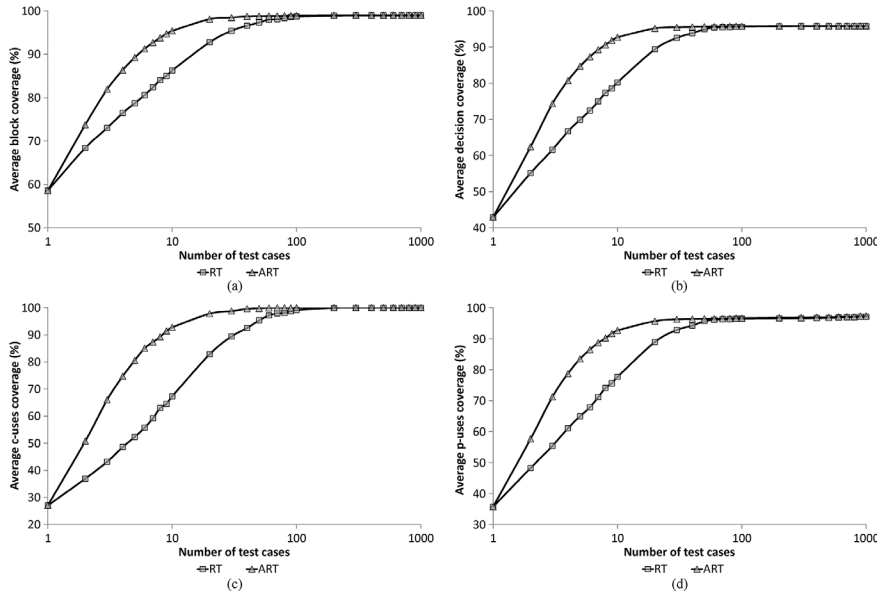 100
90
80
70
60
50
Average block coverage (%)
1 10 100 1000
Number of test cases
RT ART
(a)
100
90
80
70
60
50
40
Average decision coverage (%)
1 10 100 1000
Number of test cases
RT ART
(b)
100
90
80
70
60
50
40
30
20
Average c-uses coverage (%)
1 10 100 1000
Number of test cases
RT ART
(c)
100
90
80
70
60
50
40
30
Average p-uses coverage (%)
1 10 100 1000
Number of test cases
RT ART
(d)